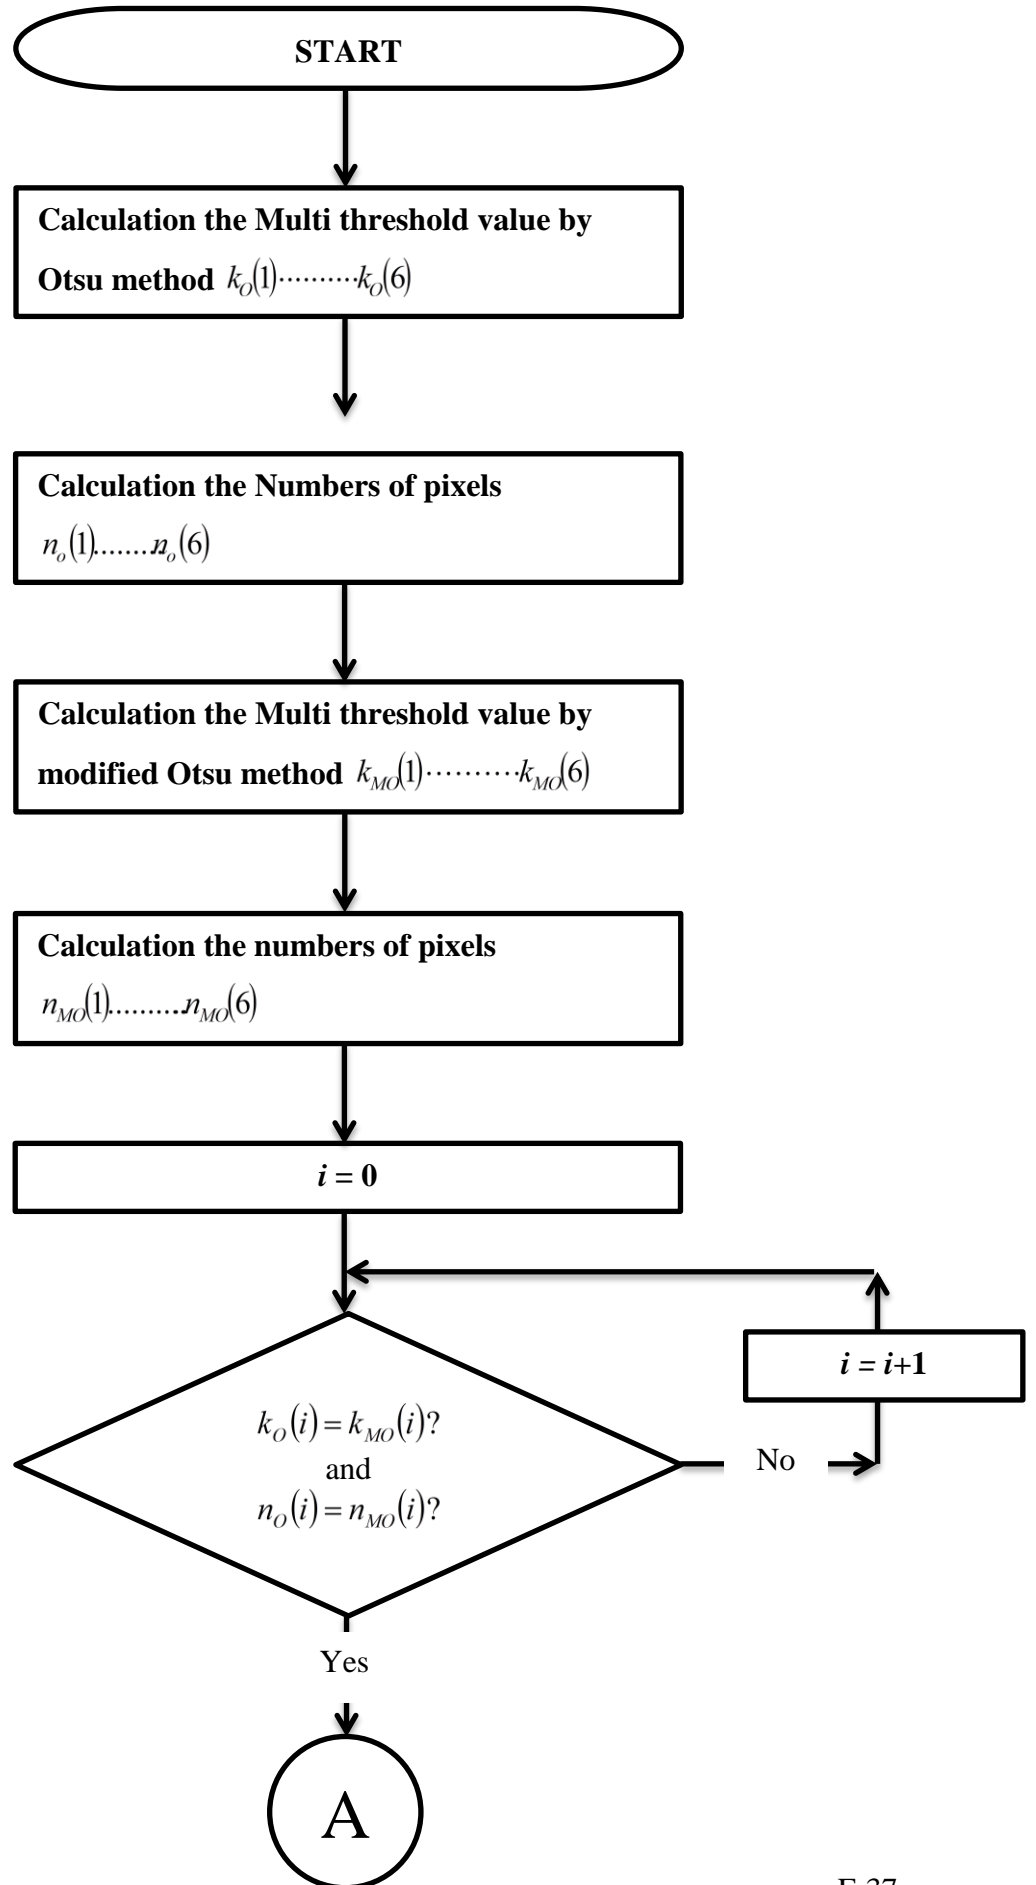 START
Calculation the Multi threshold value by
Otsu method k_O(1)··········k_O(6)
Calculation the Numbers of pixels
n_o(1)........n_o(6)
Calculation the Multi threshold value by
modified Otsu method k_MO(1)··········k_MO(6)
Calculation the numbers of pixels
n_MO(1)..........n_MO(6)
i = 0
i = i+1
k_O(i) = k_MO(i)?
and
n_O(i) = n_MO(i)?
No
Yes
A